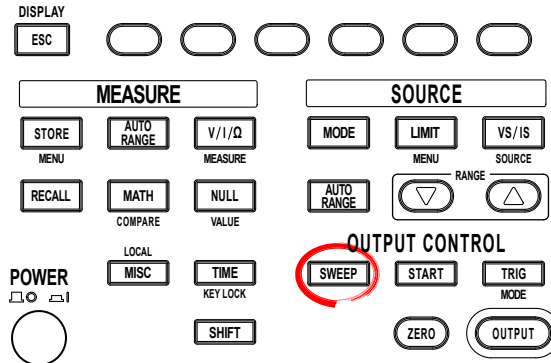 DISPLAY
ESC
MEASURE
SOURCE
STORE
AUTO
RANGE
V/I/Ω
MODE
LIMIT
VS/IS
MENU
MEASURE
MENU
SOURCE
RECALL
MATH
NULL
AUTO
RANGE
RANGE
COMPARE
VALUE
OUTPUT CONTROL
LOCAL
POWER
MISC
TIME
SWEEP
START
TRIG
KEY LOCK
MODE
SHIFT
ZERO
OUTPUT